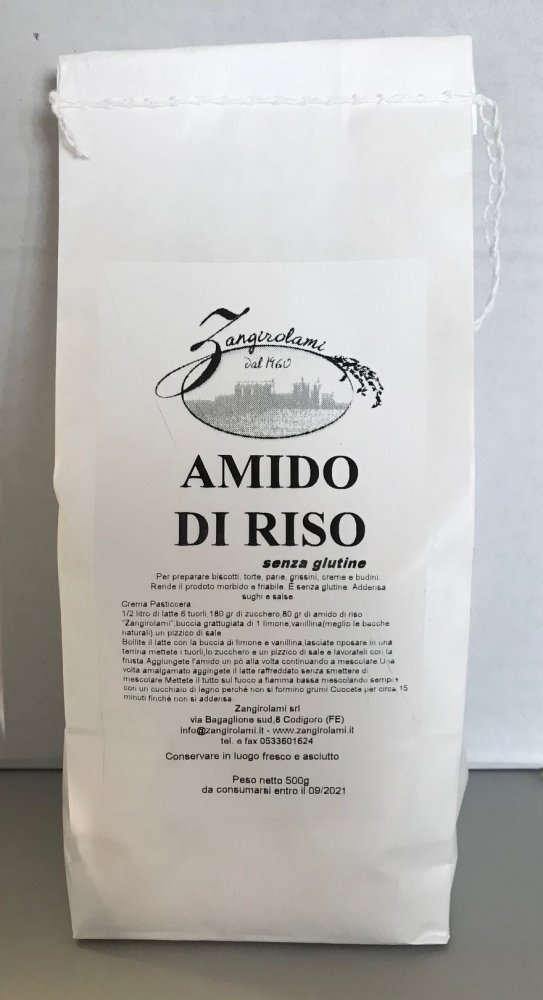 Zangirolami
dal 1960
AMIDO
DI RISO
senza glutine
Per preparare biscotti, torte, pane, grissini, creme e budini.
Rende il prodoto morbido e friabile. E senza glutine. Addensa
sughi e salse.
Crema Pasticcera.
1/2 litro di latte,6 tuorli,180 gr di zucchero,80 gr di amido di riso
"Zangirolami",buccia grattugiata di 1 limone,vanillina(meglio le bacche
naturali),un pizzico di sale.
Bollite il latte con la buccia di limone e vanillina,lasciate riposare in una
terrina mettete i tuorli,lo zucchero e un pizzico di sale e lavorateli con la
frusta Aggiungete l'amido un pò alla volta continuando a mescolare.Una
volta amalgamato aggingete il latte raffreddato senza smettere di
mescolare.Mettete il tutto sul fuoco a fiamma bassa mescolando sempre
con un cucchiaio di legno perché non si formino grumi Cuocete per circa 15
minuti finché non si addensa.
Zangirolami srl
via Bagaglione sud,8 Codigoro (FE)
info@zangirolami.it - www.zangirolami.it
tel. e fax 0533601624
Conservare in luogo fresco e asciutto
Peso netto 500g
da consumarsi entro il 09/2021